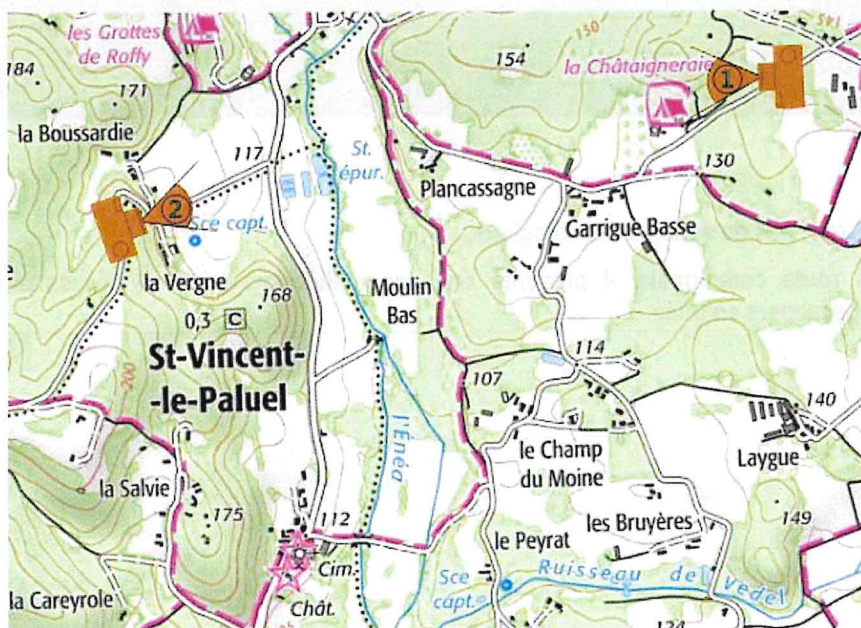 les Grottes
de Roffy
184
171
la Boussardie
117
Sce capt.
2
la Vergne
168
0,3 C
St-Vincent-
-le-Paluel
200
la Salvie
175
112
Cim.
Chât.
la Careyrole
St.
épur.
Plancassagne
Moulin
Bas
l'Énéa
107
154
150
145
la Châtaigneraie
1
130
Garrigue Basse
114
140
Laygue
le Champ
du Moine
149
les Bruyères
le Peyrat
Sce
capt.
Ruisseau de Vedel
124